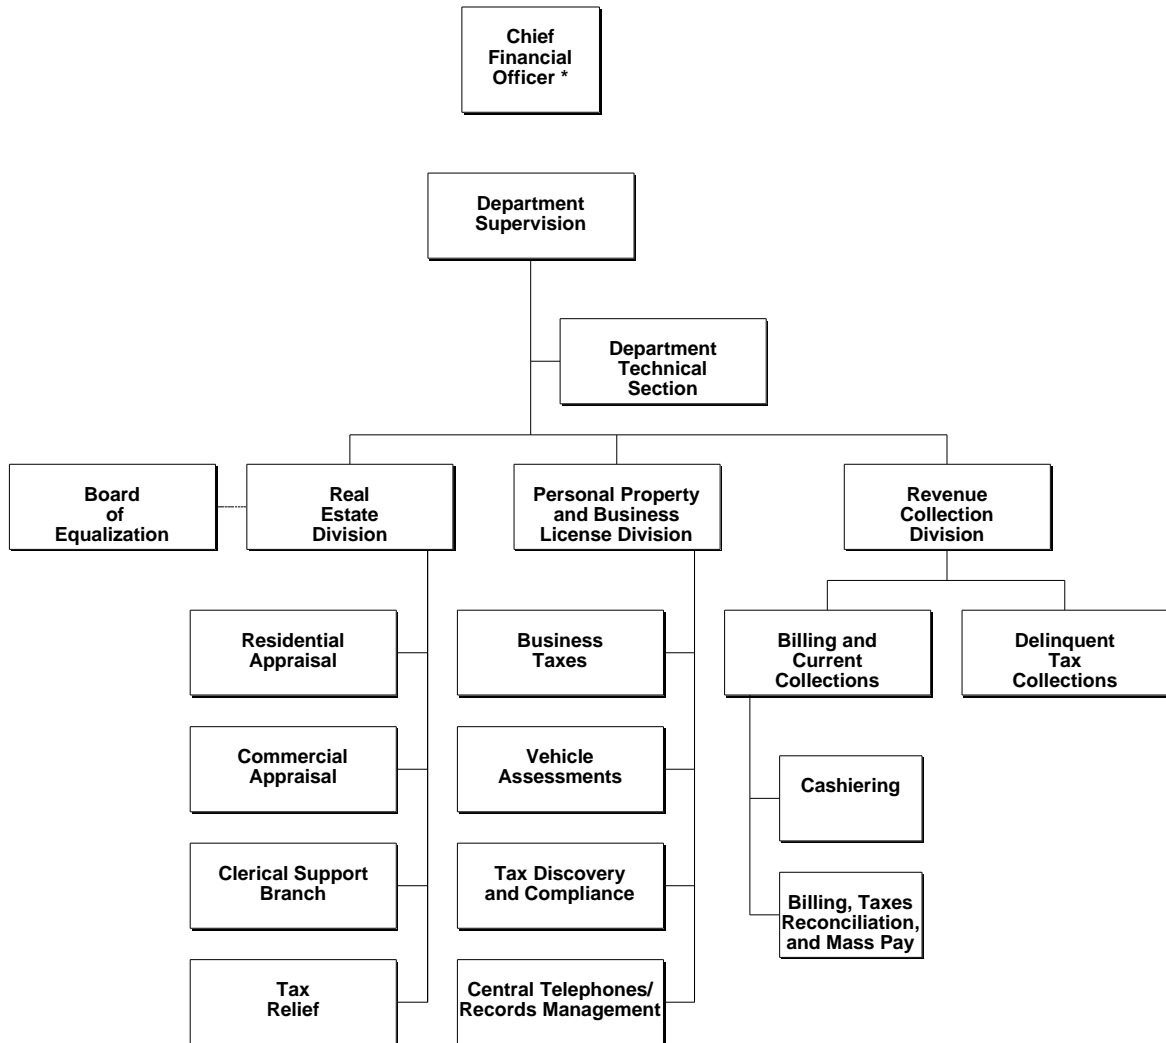 Chief
Financial
Officer *
Department
Supervision
Department
Technical
Section
Board
of
Equalization
Real
Estate
Division
Personal Property
and Business
License Division
Revenue
Collection
Division
Residential
Appraisal
Business
Taxes
Billing and
Current
Collections
Delinquent
Tax
Collections
Commercial
Appraisal
Vehicle
Assessments
Cashiering
Clerical Support
Branch
Tax Discovery
and Compliance
Billing, Taxes
Reconciliation,
and Mass Pay
Tax
Relief
Central Telephones/
Records Management